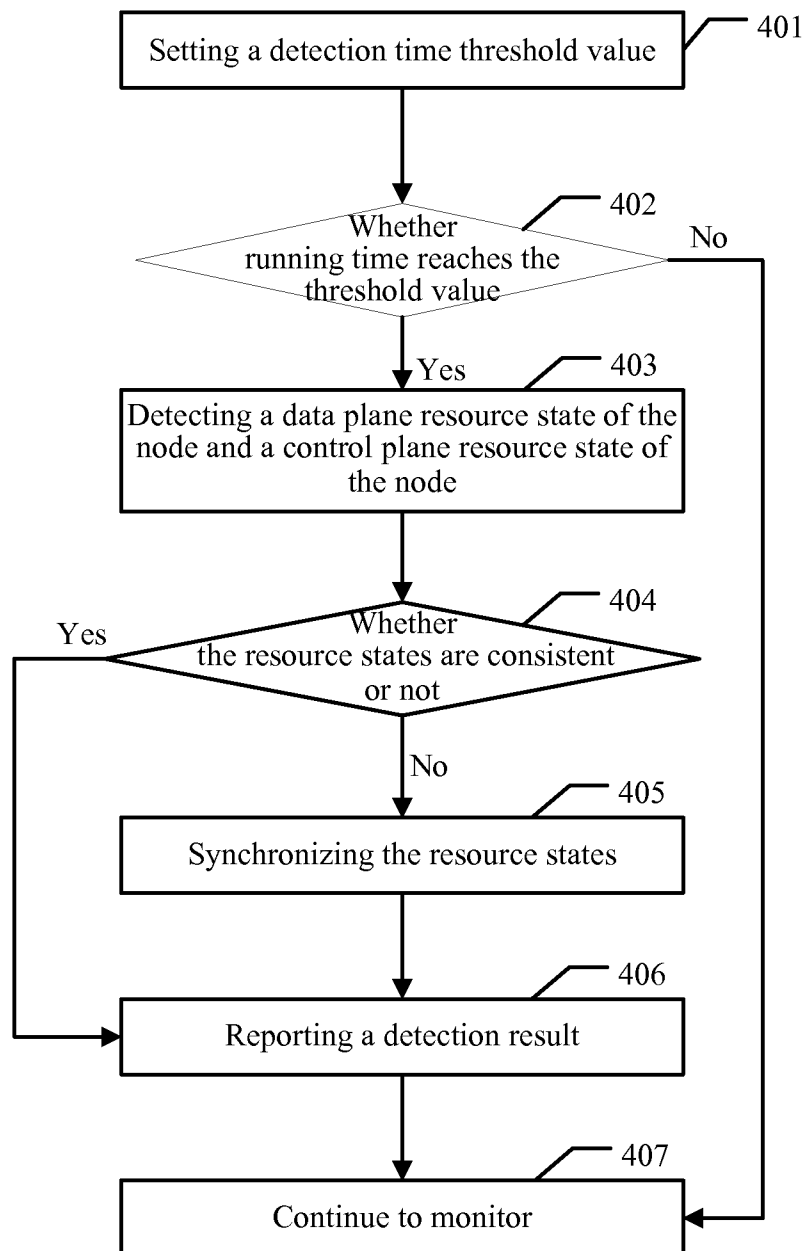 Setting a detection time threshold value
401
402
Whether
running time reaches the
threshold value
No
Yes
403
Detecting a data plane resource state of the
node and a control plane resource state of
the node
404
Yes
Whether
the resource states are consistent
or not
No
405
Synchronizing the resource states
406
Reporting a detection result
407
Continue to monitor